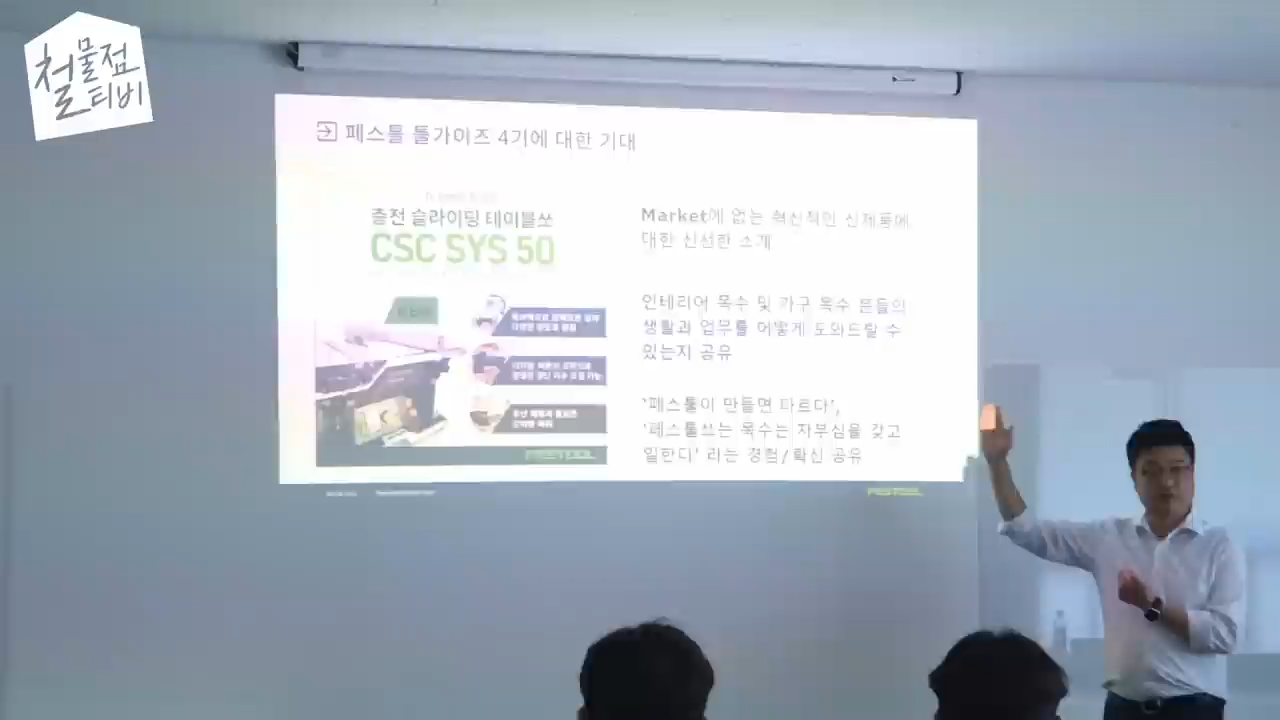 철물점
티비
페스툴 툴가이즈 4기에 대한 기대
충전 슬라이딩 테이블쏘
CSC SYS 50
Market에 없는 혁신적인 신제품에
대한 신선한 소개
인테리어 목수 및 가구 목수 분들의
생활과 업무를 어떻게 도와드릴 수
있는지 공유
'페스툴이 만들면 다르다',
'페스툴쓰는 목수는 자부심을 갖고
일한다' 라는 경험/확신 공유
FESTOOL
FESTOOL